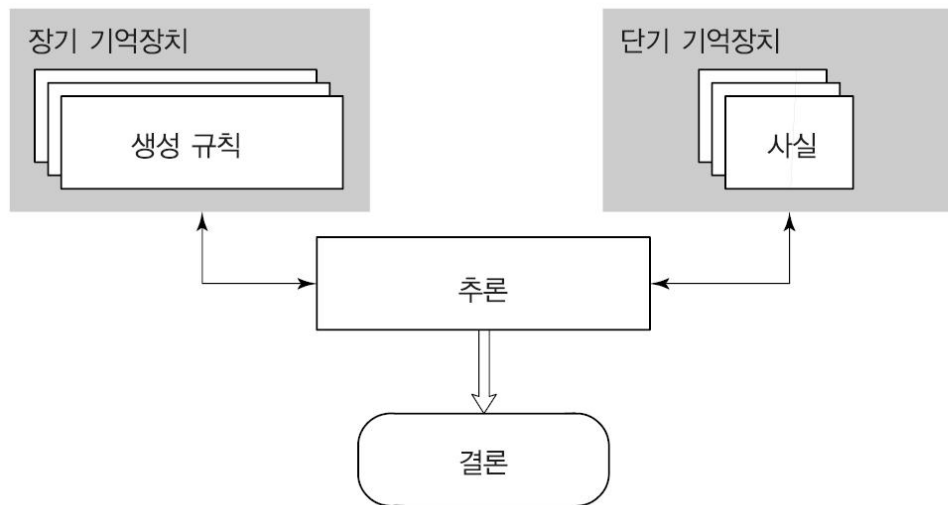 장기 기억장치
단기 기억장치
생성 규칙
사실
추론
결론